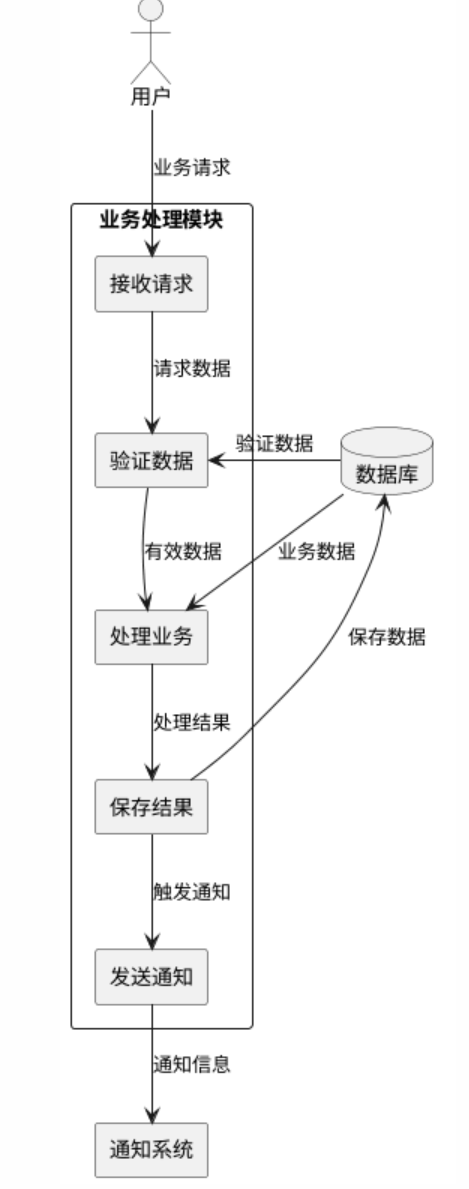 用户
业务请求
业务处理模块
接收请求
请求数据
验证数据
验证数据
数据库
有效数据
业务数据
处理业务
保存数据
处理结果
保存结果
触发通知
发送通知
通知信息
通知系统